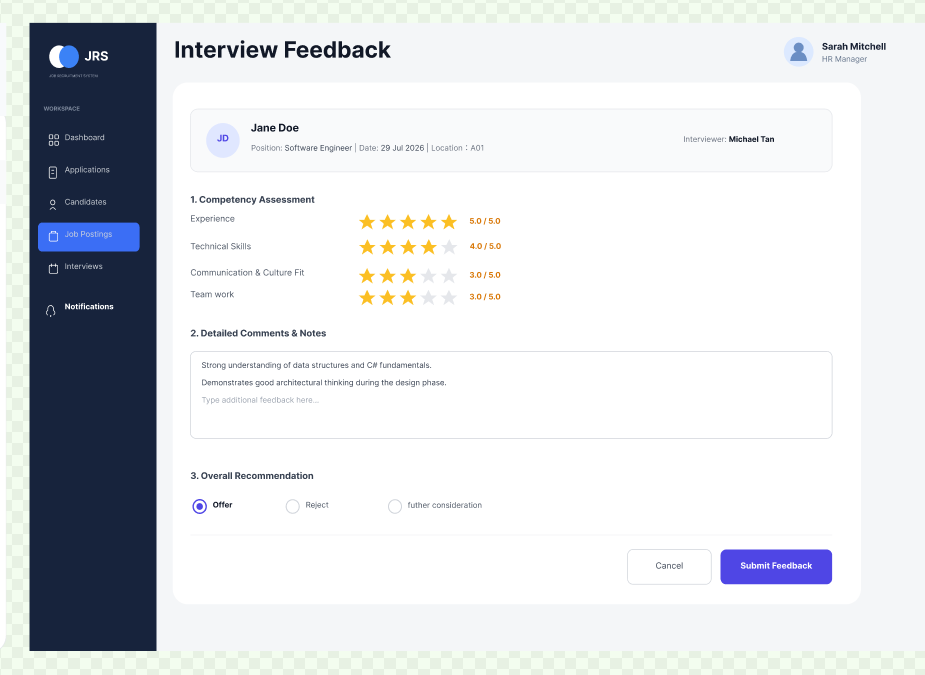 JRS
JOB RECRUITMENT SYSTEM
WORKSPACE
Dashboard
Applications
Candidates
Job Postings
Interviews
Notifications
Interview Feedback
Sarah Mitchell
HR Manager
JD
Jane Doe
Position: Software Engineer | Date: 29 Jul 2026 | Location : A01
Interviewer: Michael Tan
1. Competency Assessment
Experience 5.0 / 5.0
Technical Skills 4.0 / 5.0
Communication & Culture Fit 3.0 / 5.0
Team work 3.0 / 5.0
2. Detailed Comments & Notes
Strong understanding of data structures and C# fundamentals.
Demonstrates good architectural thinking during the design phase.
Type additional feedback here...
3. Overall Recommendation
Offer Reject futher consideration
Cancel Submit Feedback